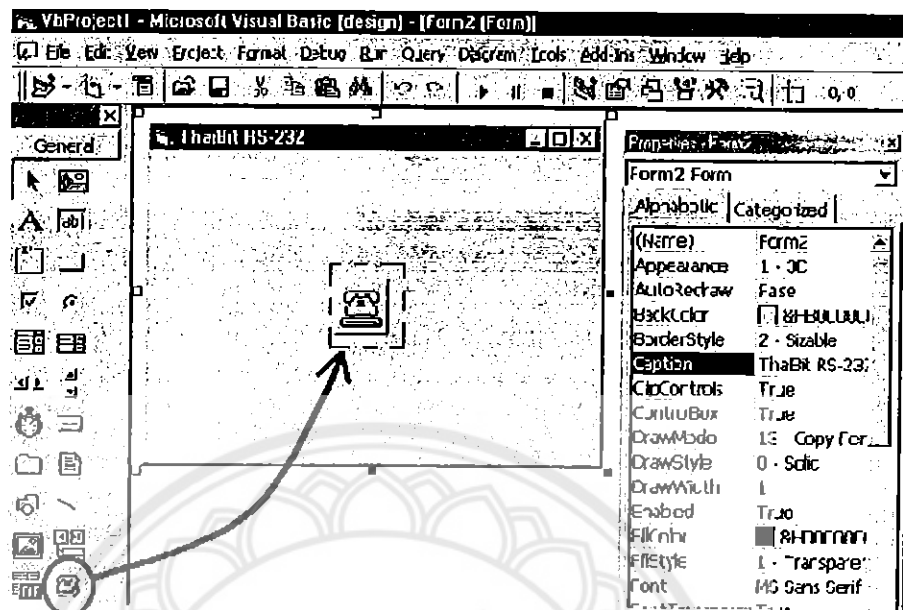 VbProject1 - Microsoft Visual Basic [design] - [Form2 (Form)]
File Edit View Project Format Debug Run Query Diagram Tools Add-Ins Window Help
0,0
General
ThaiBit RS-232
Properties - Form2
Form2 Form
Alphabetic Categorized
(Name) Form2
Appearance 1 - 3D
AutoRedraw False
BackColor
BorderStyle 2 - Sizable
Caption ThaiBit RS-232
ClipControls True
ControlBox True
DrawMode 13 - Copy Pen
DrawStyle 0 - Solid
DrawWidth 1
Enabled True
FillColor
FillStyle 1 - Transparen
Font MS Sans Serif